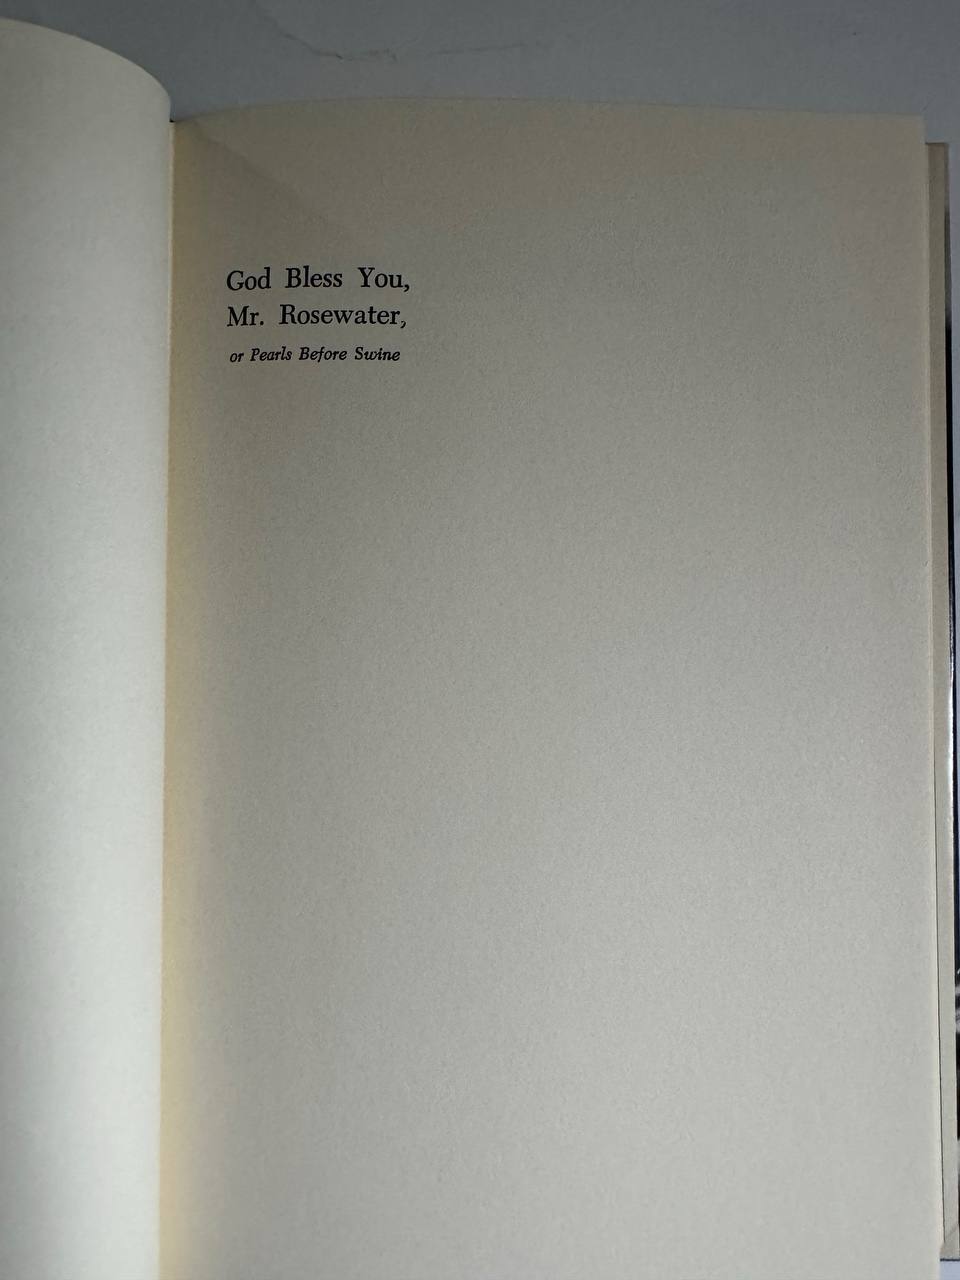 God Bless You,
Mr. Rosewater,
or Pearls Before Swine